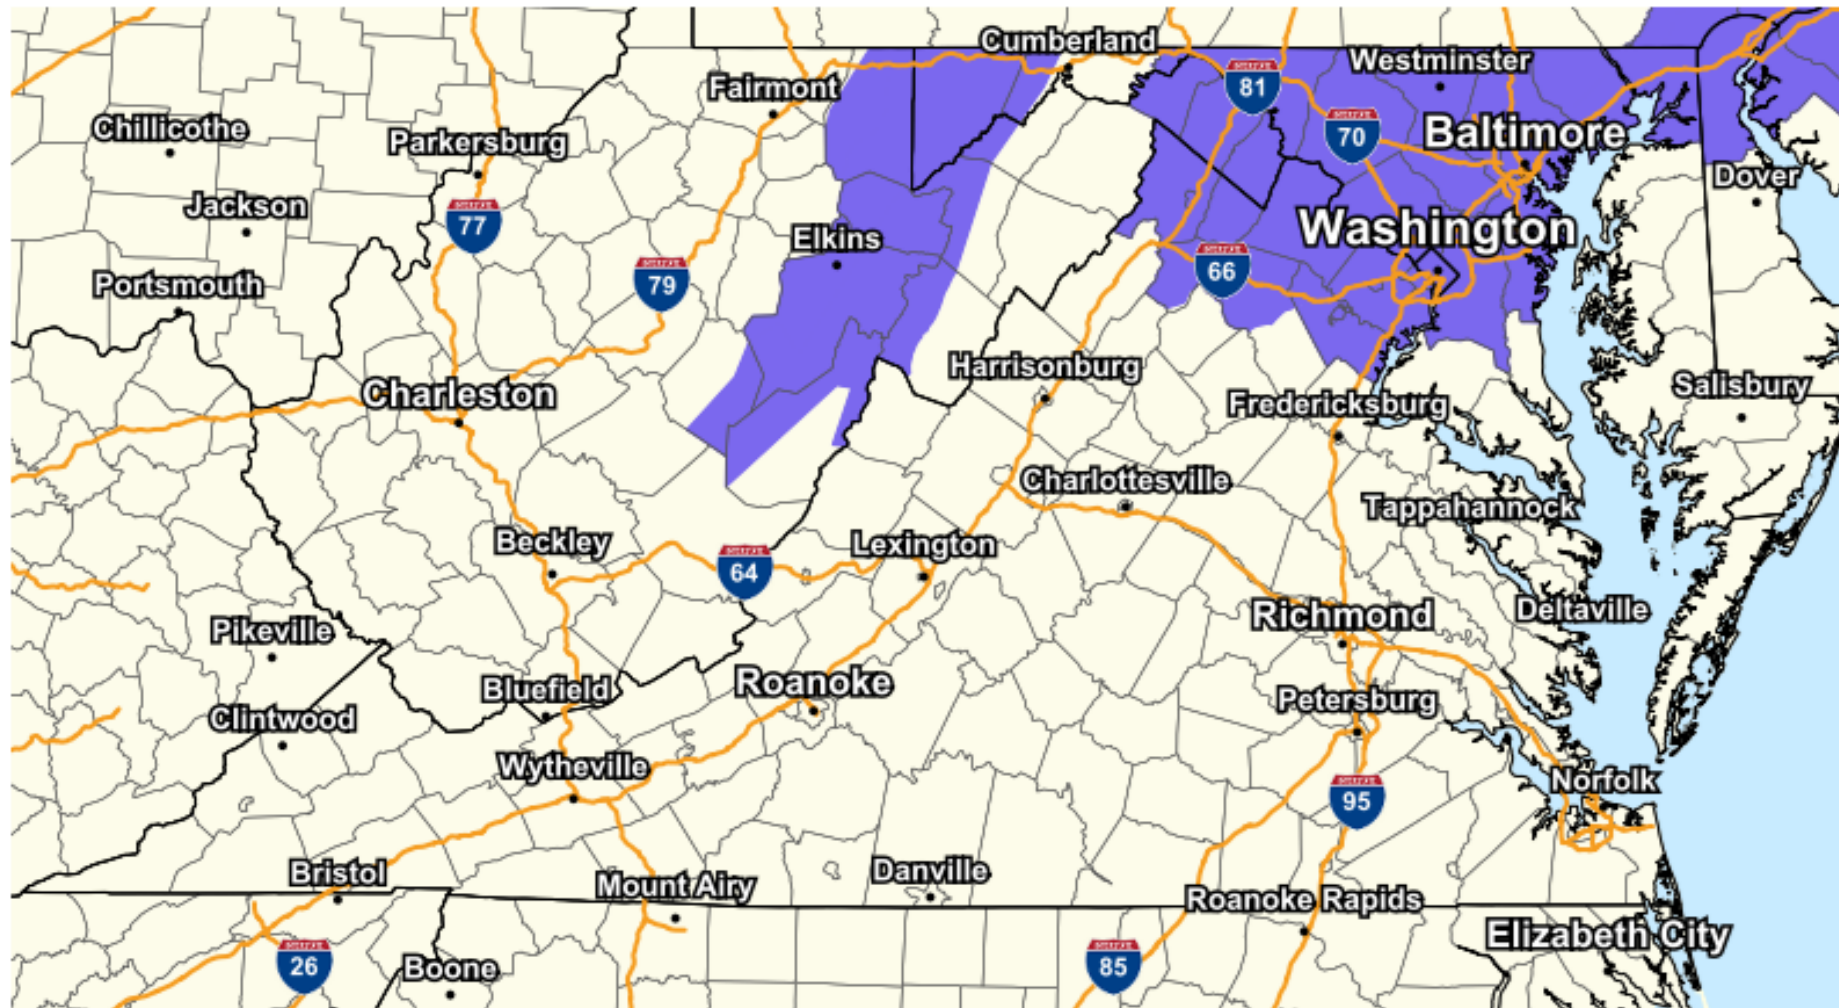 Cumberland
Westminster
Fairmont
81
Chillicothe
Parkersburg
70
Baltimore
Dover
Jackson
77
Elkins
Washington
79
66
Portsmouth
Harrisonburg
Charleston
Fredericksburg
Salisbury
Charlottesville
Tappahannock
Beckley
64
Lexington
Richmond
Deltaville
Pikeville
Bluefield
Roanoke
Petersburg
Clintwood
Wytheville
95
Norfolk
Bristol
Mount Airy
Danville
Roanoke Rapids
26
Boone
85
Elizabeth City